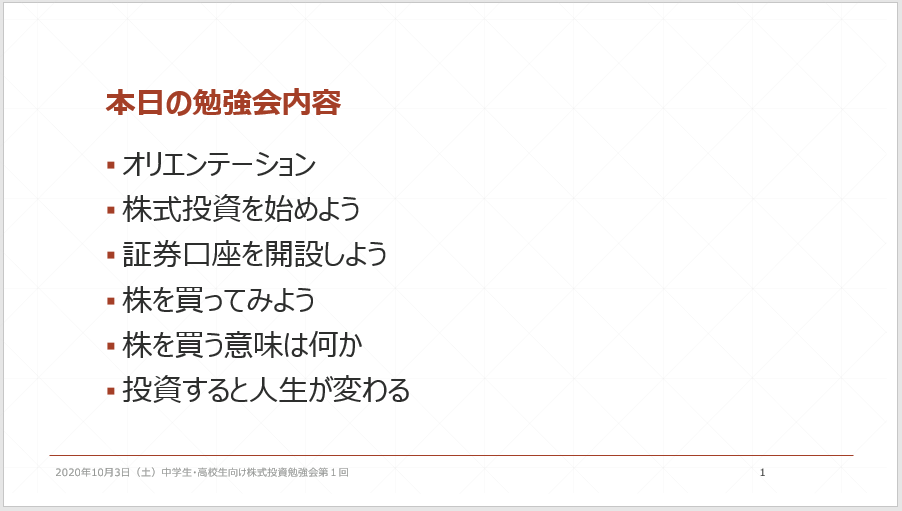 本日の勉強会内容
オリエンテーション
株式投資を始めよう
証券口座を開設しよう
株を買ってみよう
株を買う意味は何か
投資すると人生が変わる
2020年10月3日（土）中学生・高校生向け株式投資勉強会第１回
1